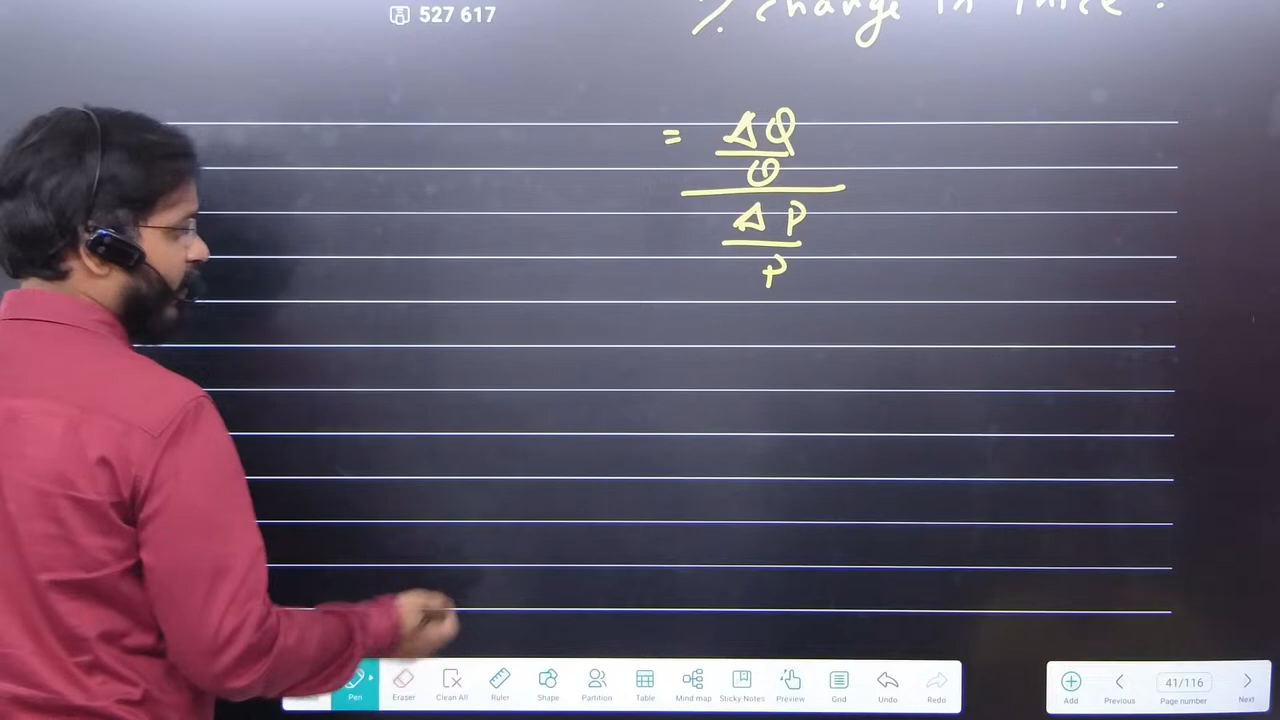 527 617
% change in Price.
= ΔQ
Q
ΔP
P
Pen
Eraser
Clean All
Ruler
Shape
Partition
Table
Mind map
Sticky Notes
Preview
Grid
Undo
Redo
Add
Previous
41/116
Page number
Next